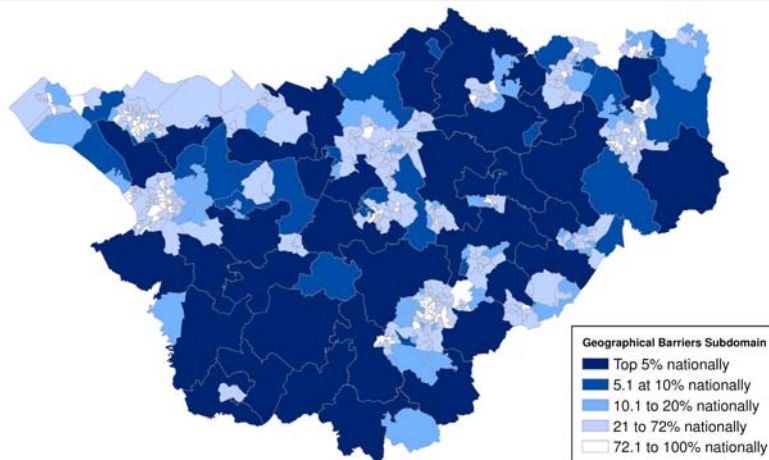 Geographical Barriers Subdomain
Top 5% nationally
5.1 at 10% nationally
10.1 to 20% nationally
21 to 72% nationally
72.1 to 100% nationally